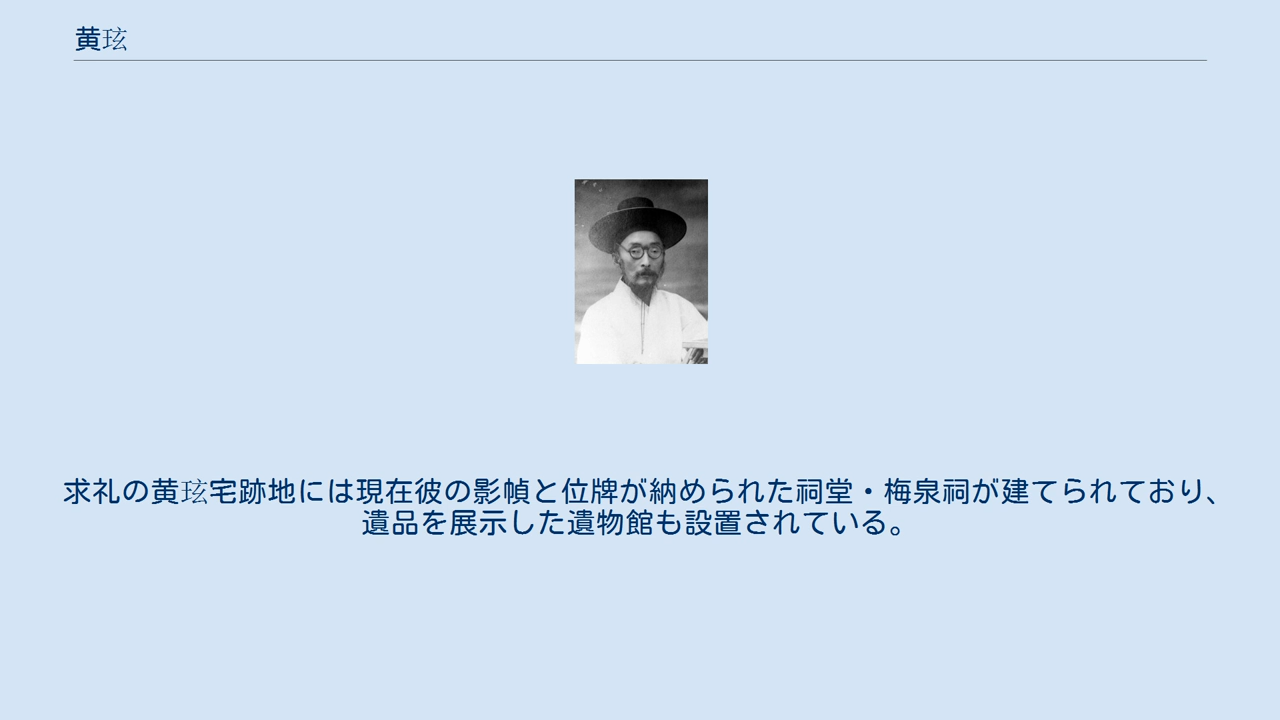 黄玹
求礼の黄玹宅跡地には現在彼の影幀と位牌が納められた祠堂・梅泉祠が建てられており、
遺品を展示した遺物館も設置されている。